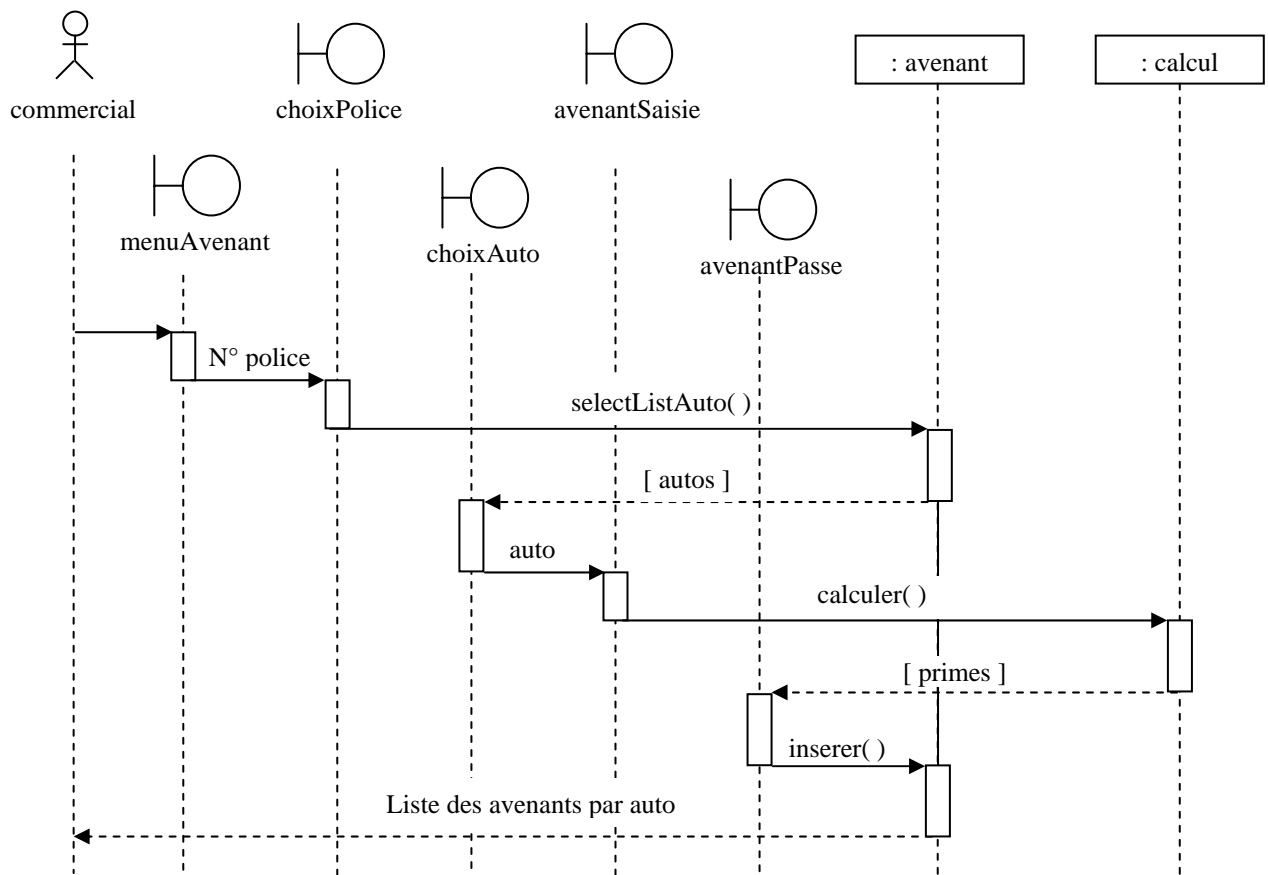 : avenant
: calcul
commercial
choixPolice
avenantSaisie
menuAvenant
choixAuto
avenantPasse
N° police
selectListAuto( )
[ autos ]
auto
calculer( )
[ primes ]
inserer( )
Liste des avenants par auto